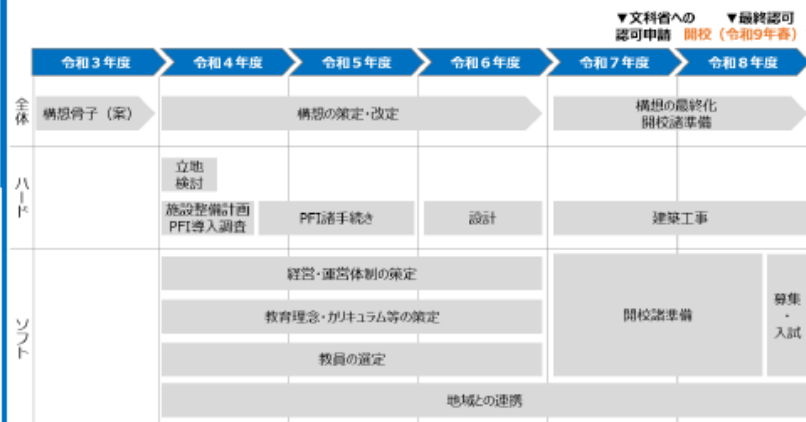 ▼文科省への ▼最終認可
認可申請 開校（令和9年春）
令和3年度 令和4年度 令和5年度 令和6年度 令和7年度 令和8年度
全体
構想骨子（案）
構想の策定・改定
構想の最終化
開校諸準備
ハード
立地
検討
施設整備計画
PFI導入調査
PFI諸手続き
設計
建築工事
ソフト
経営・運営体制の策定
教育理念・カリキュラム等の策定
教員の選定
開校諸準備
募集
・
入試
地域との連携